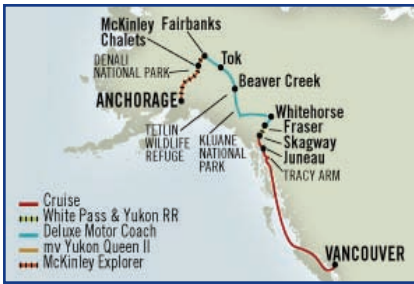 McKinley Chalets
Fairbanks
DENALI NATIONAL PARK
Tok
Beaver Creek
ANCHORAGE
TETLIN WILDLIFE REFUGE
KLUANE NATIONAL PARK
Whitehorse
Fraser
Skagway
Juneau
TRACY ARM
VANCOUVER
Cruise
White Pass & Yukon RR
Deluxe Motor Coach
mv Yukon Queen II
McKinley Explorer